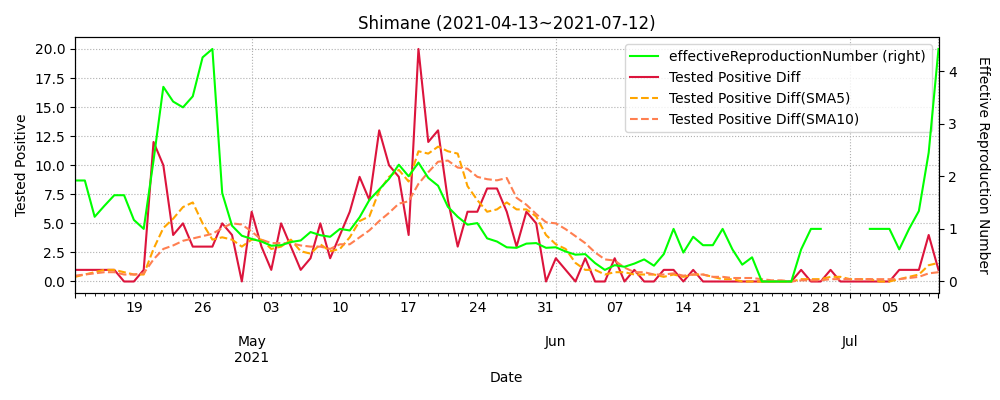 Shimane (2021-04-13~2021-07-12)
effectiveReproductionNumber (right)
Tested Positive Diff
Tested Positive Diff(SMA5)
Tested Positive Diff(SMA10)
Tested Positive
20.0
17.5
15.0
12.5
10.0
7.5
5.0
2.5
0.0
4
3
2
1
0
Effective Reproduction Number
19 26 03 10 17 24 31 07 14 21 28 05
May Jun Jul
2021
Date